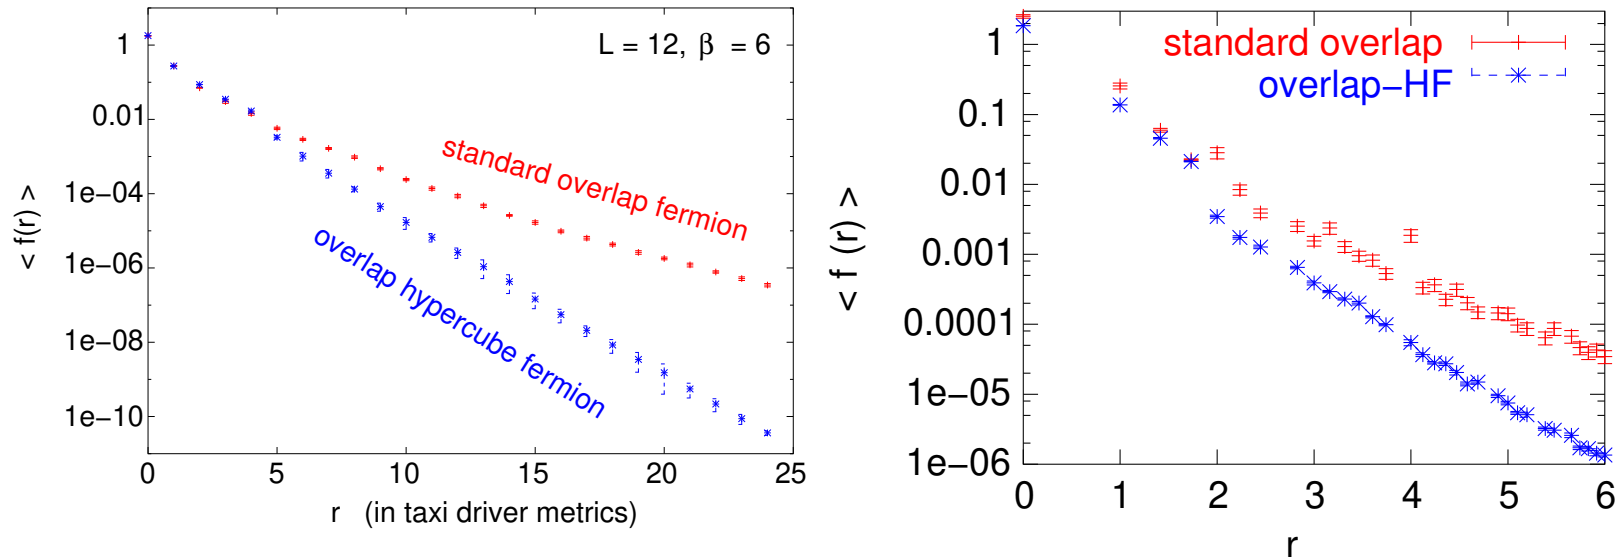 L = 12, β = 6
1
0.01
1e−04
1e−06
1e−08
1e−10
< f(r) >
standard overlap fermion
overlap hypercube fermion
0 5 10 15 20 25
r (in taxi driver metrics)
standard overlap
overlap−HF
1
0.1
0.01
0.001
0.0001
1e−05
1e−06
< f (r) >
0 1 2 3 4 5 6
r